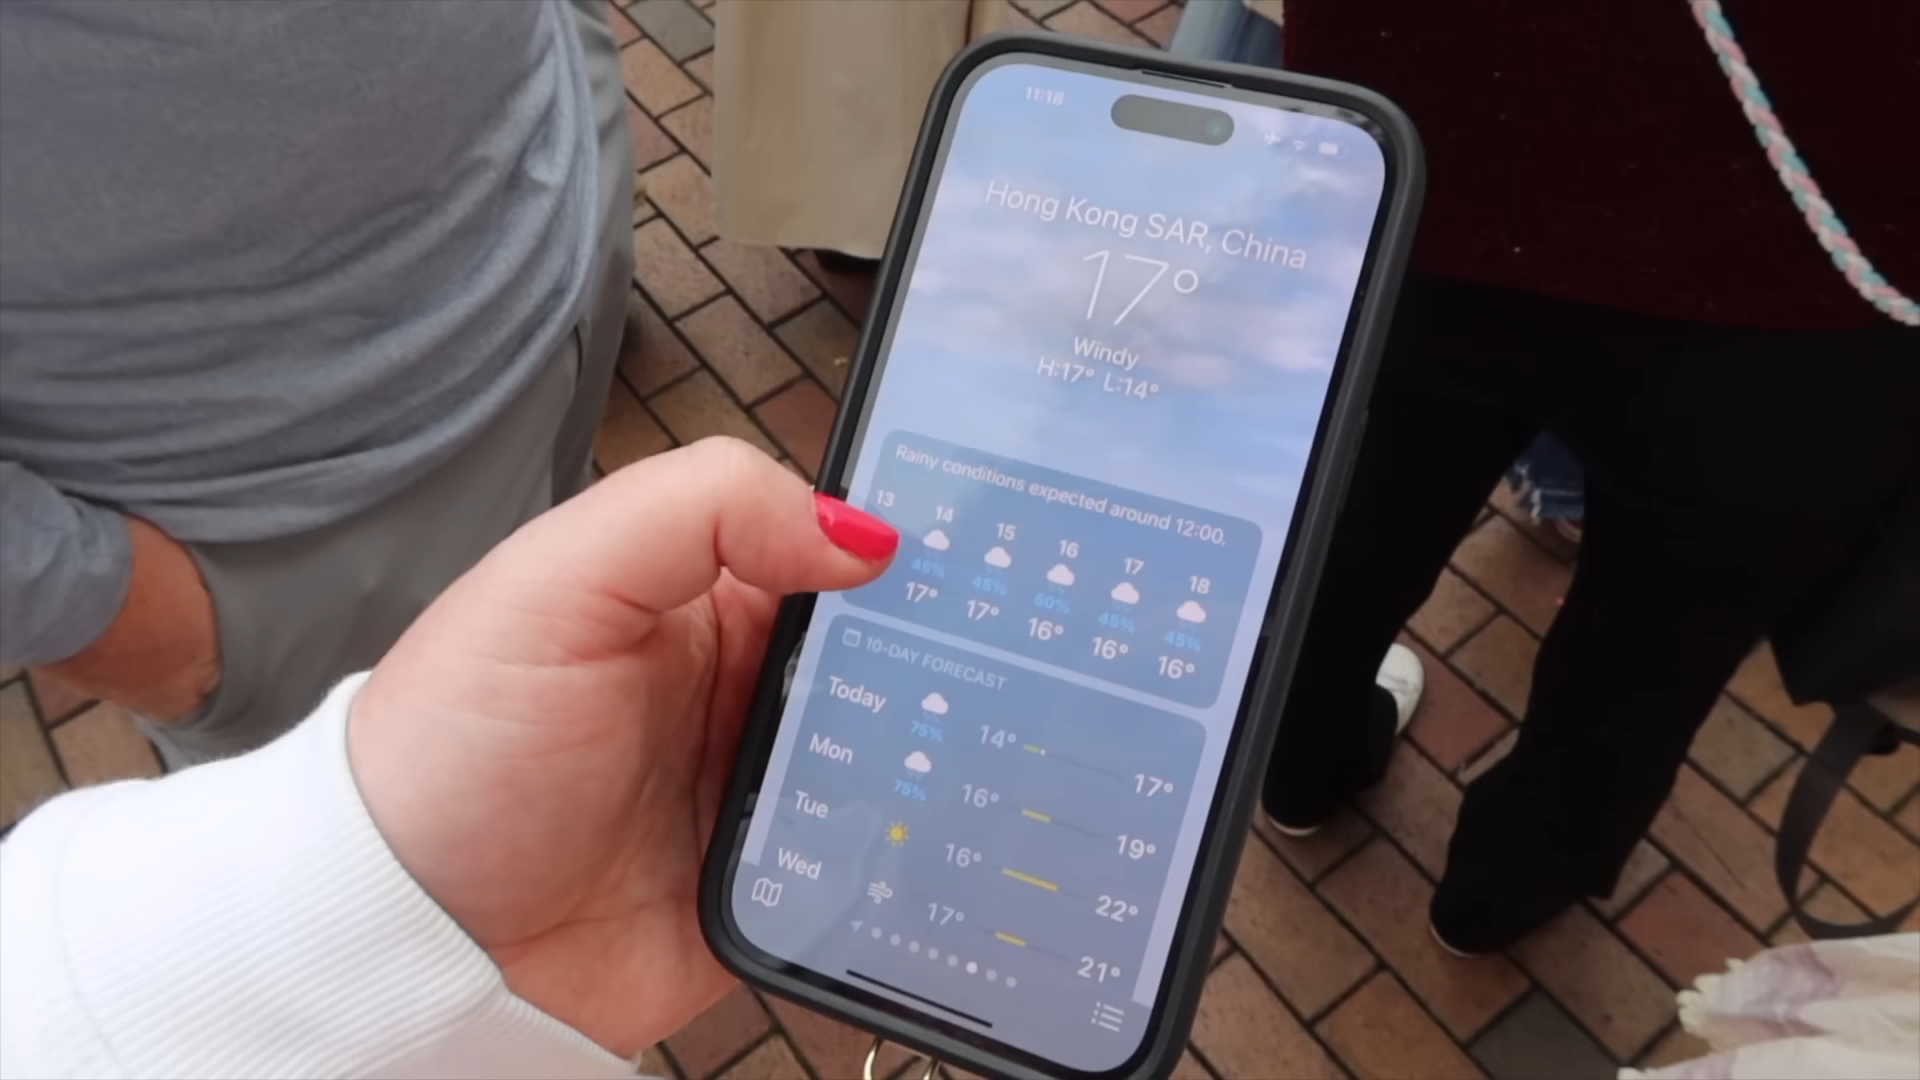 11:18
Hong Kong SAR, China
17°
Windy
H:17° L:14°
Rainy conditions expected around 12:00.
13 14 15 16 17 18
45% 45% 50% 45% 45%
17° 17° 16° 16° 16°
10-DAY FORECAST
Today 75% 14° 17°
Mon 75% 16° 19°
Tue 16° 22°
Wed 17° 21°